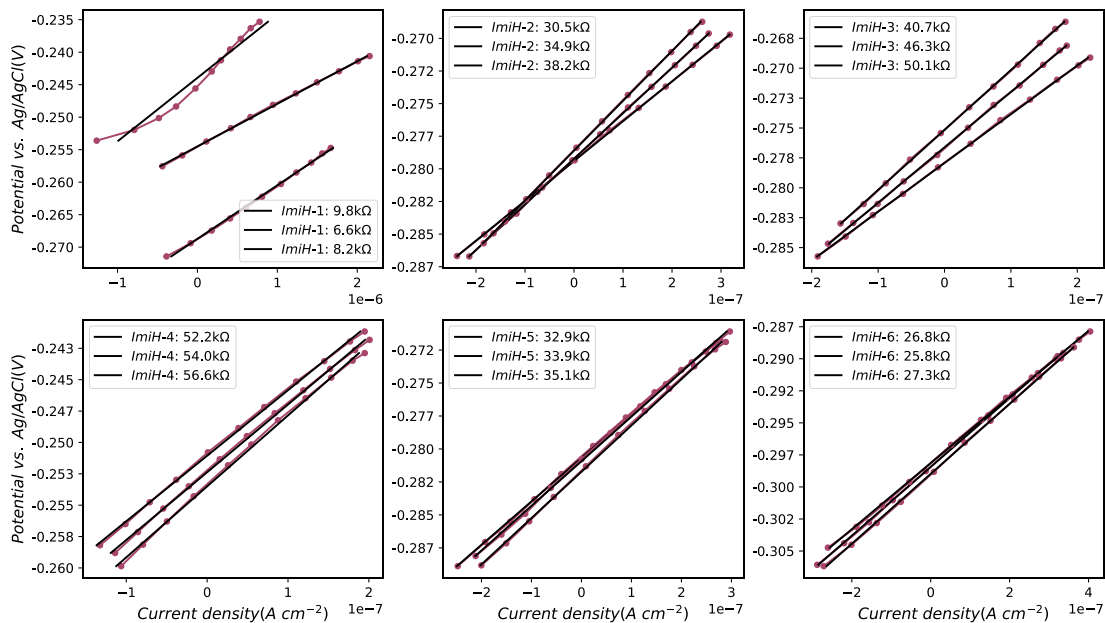 -0.235
-0.240
-0.245
-0.250
-0.255
-0.260
-0.265
-0.270
Potential vs. Ag/AgCl(V)
ImiH-1: 9.8kΩ
ImiH-1: 6.6kΩ
ImiH-1: 8.2kΩ
-1
0
1
2
1e-6
-0.270
-0.272
-0.275
-0.277
-0.280
-0.282
-0.285
-0.287
ImiH-2: 30.5kΩ
ImiH-2: 34.9kΩ
ImiH-2: 38.2kΩ
-2
-1
0
1
2
3
1e-7
-0.268
-0.270
-0.273
-0.275
-0.278
-0.280
-0.283
-0.285
ImiH-3: 40.7kΩ
ImiH-3: 46.3kΩ
ImiH-3: 50.1kΩ
-2
-1
0
1
2
1e-7
-0.243
-0.245
-0.247
-0.250
-0.253
-0.255
-0.258
-0.260
Potential vs. Ag/AgCl(V)
ImiH-4: 52.2kΩ
ImiH-4: 54.0kΩ
ImiH-4: 56.6kΩ
-1
0
1
2
1e-7
Current density(A cm⁻²)
-0.272
-0.275
-0.277
-0.280
-0.282
-0.285
-0.287
ImiH-5: 32.9kΩ
ImiH-5: 33.9kΩ
ImiH-5: 35.1kΩ
-2
-1
0
1
2
3
1e-7
Current density(A cm⁻²)
-0.287
-0.290
-0.292
-0.295
-0.297
-0.300
-0.302
-0.305
ImiH-6: 26.8kΩ
ImiH-6: 25.8kΩ
ImiH-6: 27.3kΩ
-2
0
2
4
1e-7
Current density(A cm⁻²)